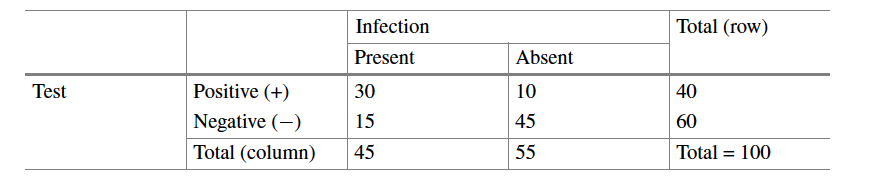 Infection Total (row)
Present Absent
Test Positive (+) 30 10 40
Negative (−) 15 45 60
Total (column) 45 55 Total = 100